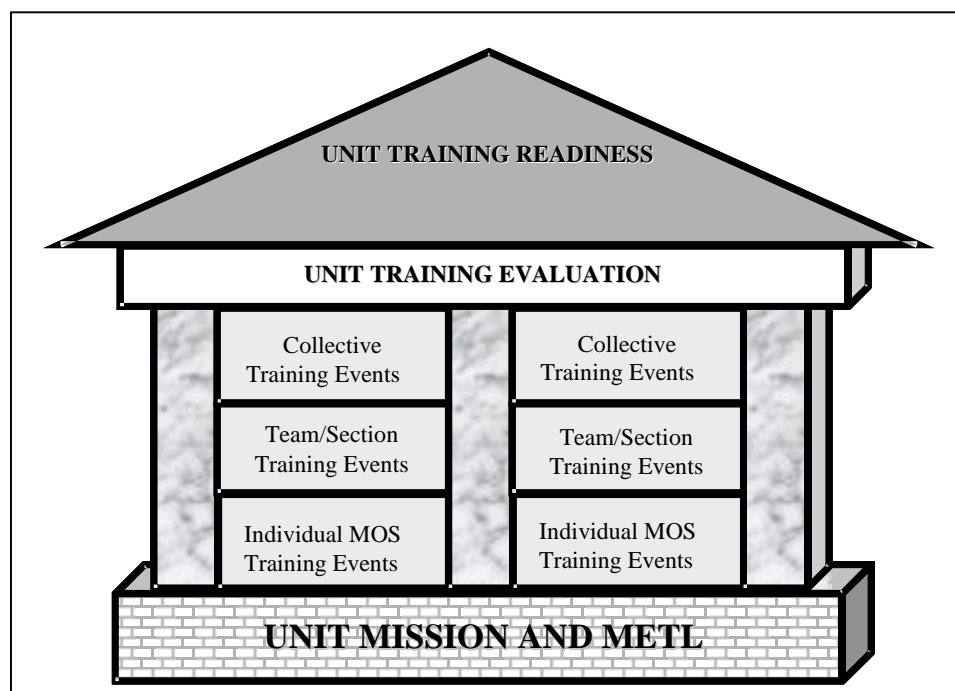 UNIT TRAINING READINESS
UNIT TRAINING EVALUATION
Collective
Training Events
Collective
Training Events
Team/Section
Training Events
Team/Section
Training Events
Individual MOS
Training Events
Individual MOS
Training Events
UNIT MISSION AND METL